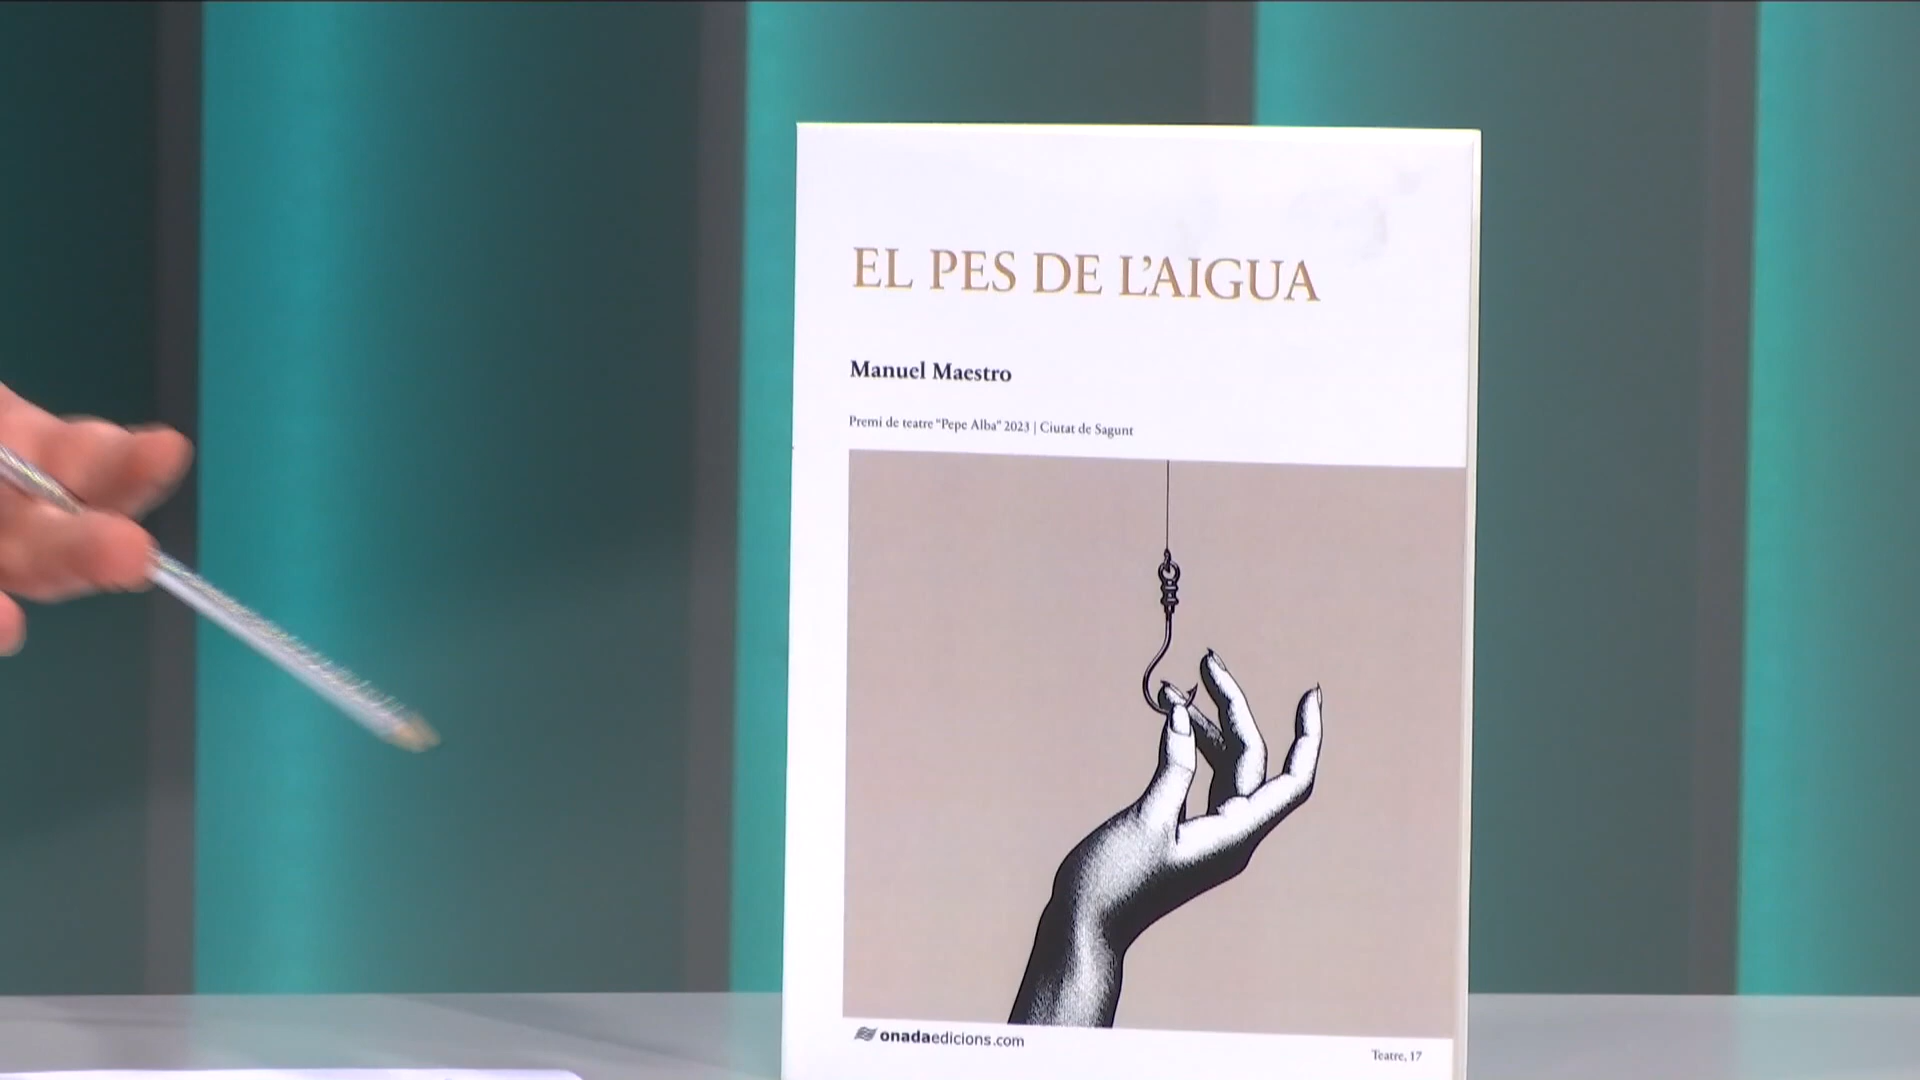 EL PES DE L'AIGUA
Manuel Maestro
Premi de teatre "Pepe Alba" 2023 | Ciutat de Sagunt
onadaedicions.com
Teatre, 17